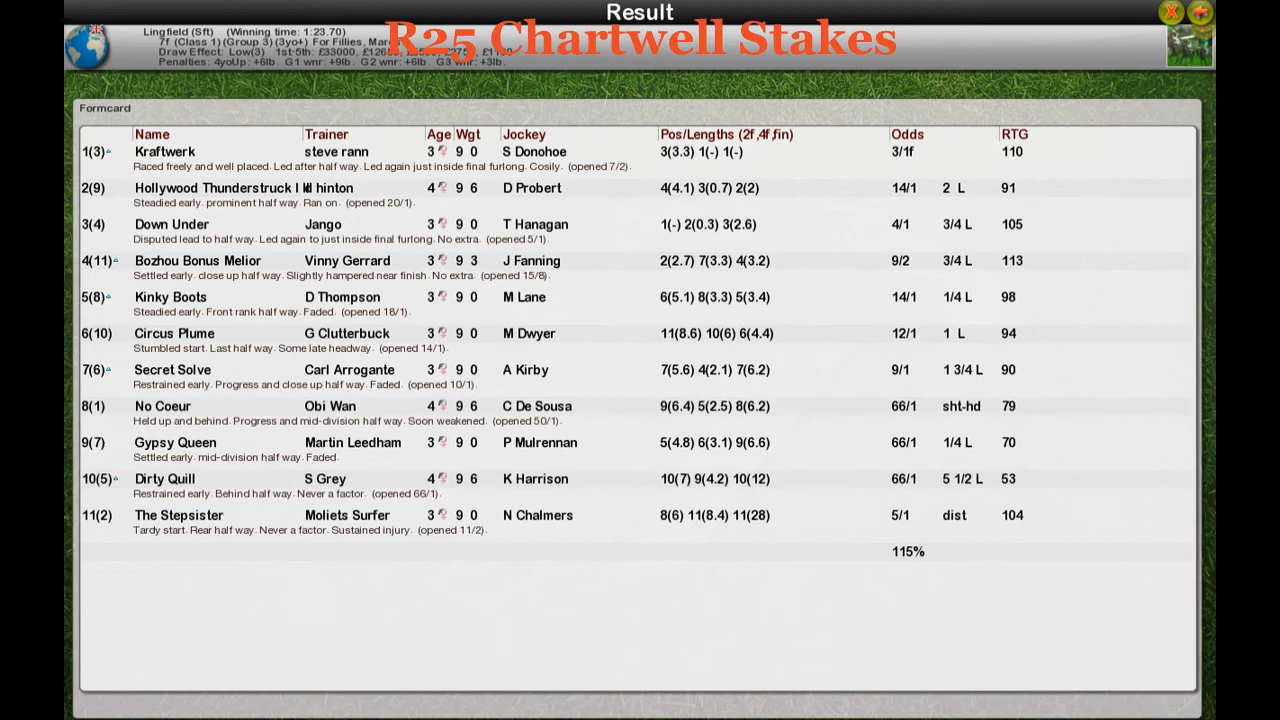 Result
R25 Chartwell Stakes
Lingfield (Sft) (Winning time: 1:23.70)
7f (Class 1) (Group 3) (3yo+) For Fillies,
Draw Effect: Low(3) 1st-5th: £33000,
Penalties: 4yoUp: +6lb. G1 wnr: +9lb. G2 wnr: +6lb. G3 wnr: +3lb.
Formcard
Name Trainer Age Wgt Jockey Pos/Lengths (2f,4f,fin) Odds RTG
1(3) Kraftwerk steve rann 3 9 0 S Donohoe 3(3.3) 1(-) 1(-) 3/1f 110
Raced freely and well placed. Led after half way. Led again just inside final furlong. Cosily. (opened 7/2).
2(9) Hollywood Thunderstruck hinton 4 9 6 D Probert 4(4.1) 3(0.7) 2(2) 14/1 2 L 91
Steadied early. prominent half way. Ran on. (opened 20/1).
3(4) Down Under Jango 3 9 0 T Hanagan 1(-) 2(0.3) 3(2.6) 4/1 3/4 L 105
Disputed lead to half way. Led again to just inside final furlong. No extra. (opened 5/1).
4(11) Bozhou Bonus Melior Vinny Gerrard 3 9 3 J Fanning 2(2.7) 7(3.3) 4(3.2) 9/2 3/4 L 113
Settled early. close up half way. Slightly hampered near finish. No extra. (opened 15/8).
5(8) Kinky Boots D Thompson 3 9 0 M Lane 6(5.1) 8(3.3) 5(3.4) 14/1 1/4 L 98
Steadied early. Front rank half way. Faded. (opened 18/1).
6(10) Circus Plume G Clutterbuck 3 9 0 M Dwyer 11(8.6) 10(6) 6(4.4) 12/1 1 L 94
Stumbled start. Last half way. Some late headway. (opened 14/1).
7(6) Secret Solve Carl Arrogante 3 9 0 A Kirby 7(5.6) 4(2.1) 7(6.2) 9/1 1 3/4 L 90
Restrained early. Progress and close up half way. Faded. (opened 10/1).
8(1) No Coeur Obi Wan 4 9 6 C De Sousa 9(6.4) 5(2.5) 8(6.2) 66/1 sht-hd 79
Held up and behind. Progress and mid-division half way. Soon weakened. (opened 50/1).
9(7) Gypsy Queen Martin Leedham 3 9 0 P Mulrennan 5(4.8) 6(3.1) 9(6.6) 66/1 1/4 L 70
Settled early. mid-division half way. Faded.
10(5) Dirty Quill S Grey 4 9 6 K Harrison 10(7) 9(4.2) 10(12) 66/1 5 1/2 L 53
Restrained early. Behind half way. Never a factor. (opened 66/1).
11(2) The Stepsister Moliets Surfer 3 9 0 N Chalmers 8(6) 11(8.4) 11(28) 5/1 dist 104
Tardy start. Rear half way. Never a factor. Sustained injury. (opened 11/2).
115%